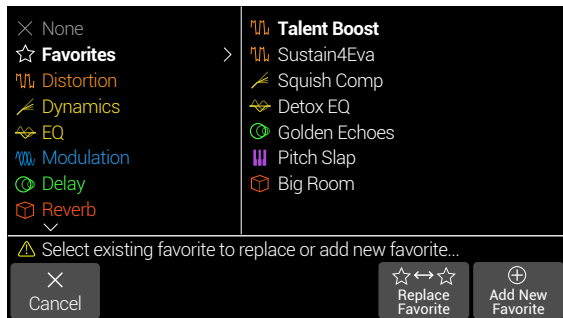 None
Favorites
Distortion
Dynamics
EQ
Modulation
Delay
Reverb
Talent Boost
Sustain4Eva
Squish Comp
Detox EQ
Golden Echoes
Pitch Slap
Big Room
Select existing favorite to replace or add new favorite...
Cancel
Replace
Favorite
Add New
Favorite